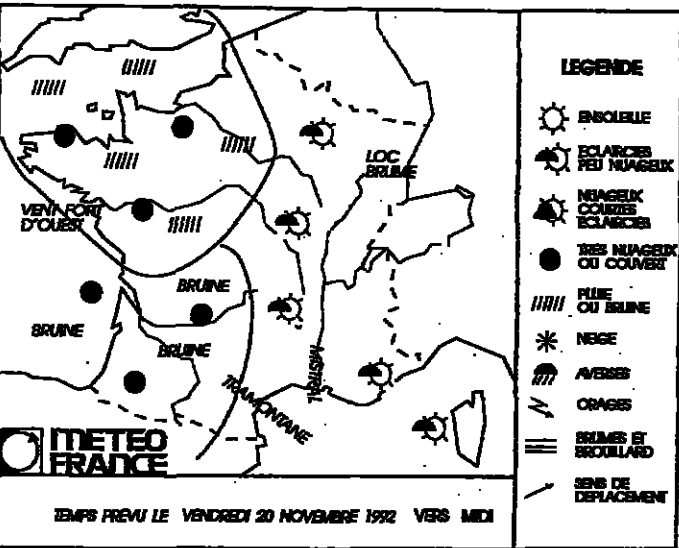 LOC
BRUME
VENT FORT
D'OUEST
BRUINE
BRUINE
BRUINE
MISTRAL
TRAMONTANE
METEO
FRANCE
TEMPS PRÉVU LE VENDREDI 20 NOVEMBRE 1992 VERS MIDI
LEGENDE
ENSOLEILLE
ECLAIRCIES
PEU NUAGEUX
NUAGEUX
COURTES
ECLAIRCIES
TRES NUAGEUX
OU COUVERT
PLUIE
OU BRUINE
NEIGE
AVERSES
ORAGES
BRUMES ET
BROUILLARD
SENS DE
DEPLACEMENT